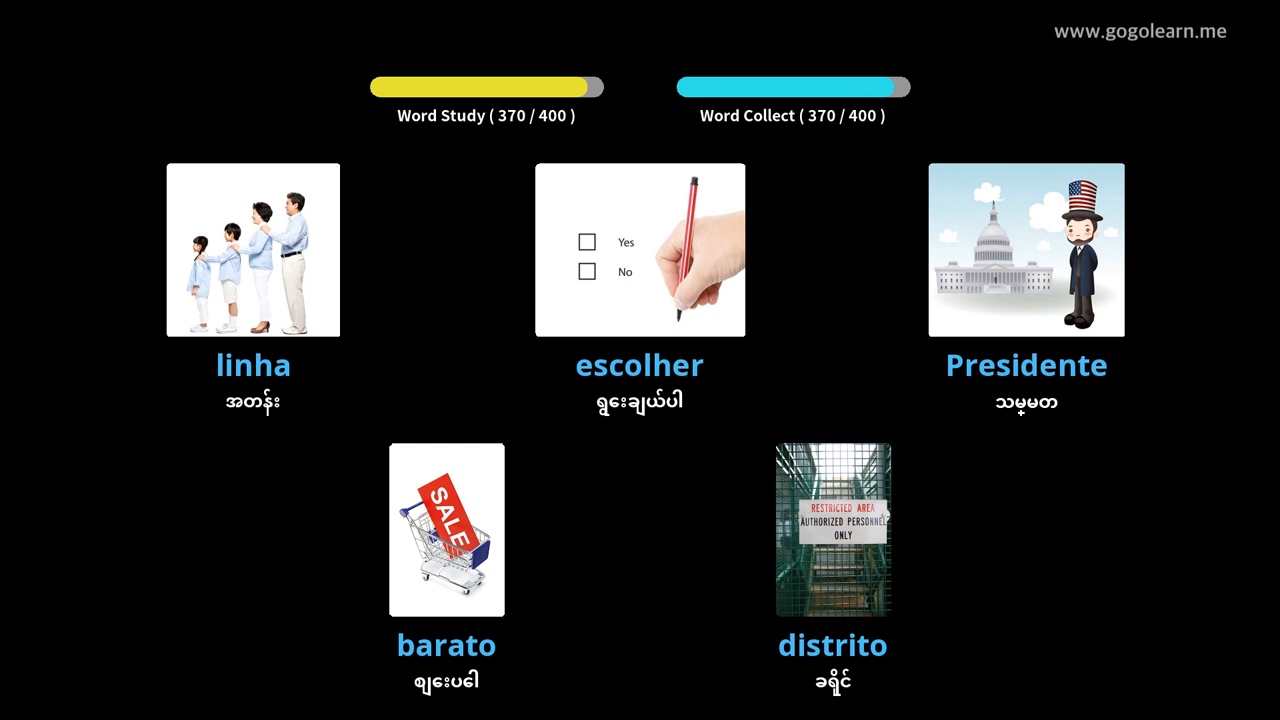 www.gogolearn.me
Word Study ( 370 / 400 )
Word Collect ( 370 / 400 )
Yes
No
linha
အတန်း
escolher
ရွေးချယ်ပါ
Presidente
သမ္မတ
SALE
barato
ဈေးပေါ
RESTRICTED AREA
AUTHORIZED PERSONNEL
ONLY
distrito
ခရိုင်